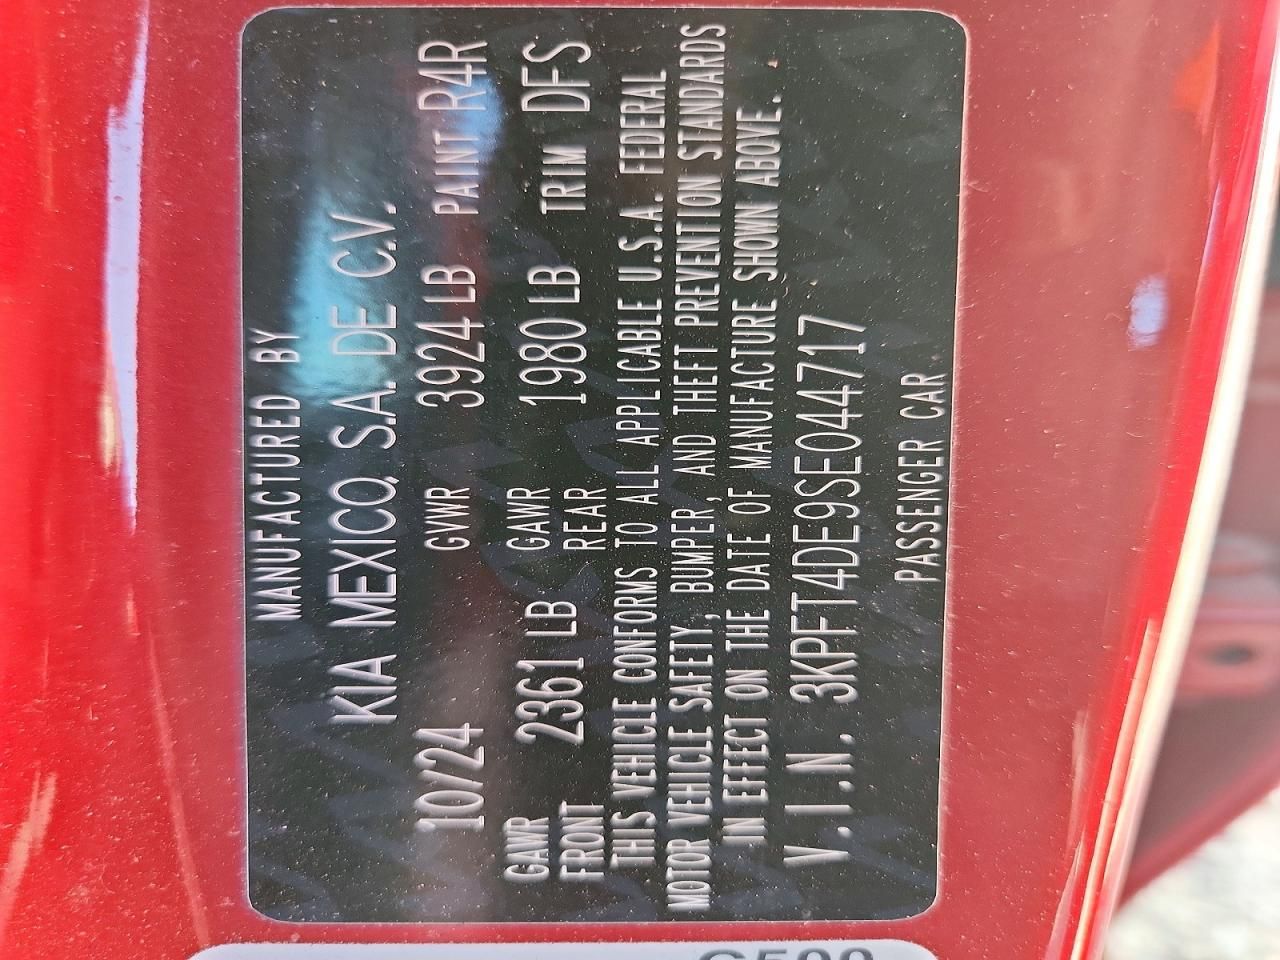 MANUFACTURED BY
KIA MEXICO, S.A. DE C.V.
10/24 GVWR 3924 LB PAINT R4R
GAWR FRONT 2361 LB GAWR REAR 1980 LB TRIM DFS
THIS VEHICLE CONFORMS TO ALL APPLICABLE U.S.A. FEDERAL
MOTOR VEHICLE SAFETY, BUMPER, AND THEFT PREVENTION STANDARDS
IN EFFECT ON THE DATE OF MANUFACTURE SHOWN ABOVE.
V.I.N. 3KPFT4DE9SE044717
PASSENGER CAR